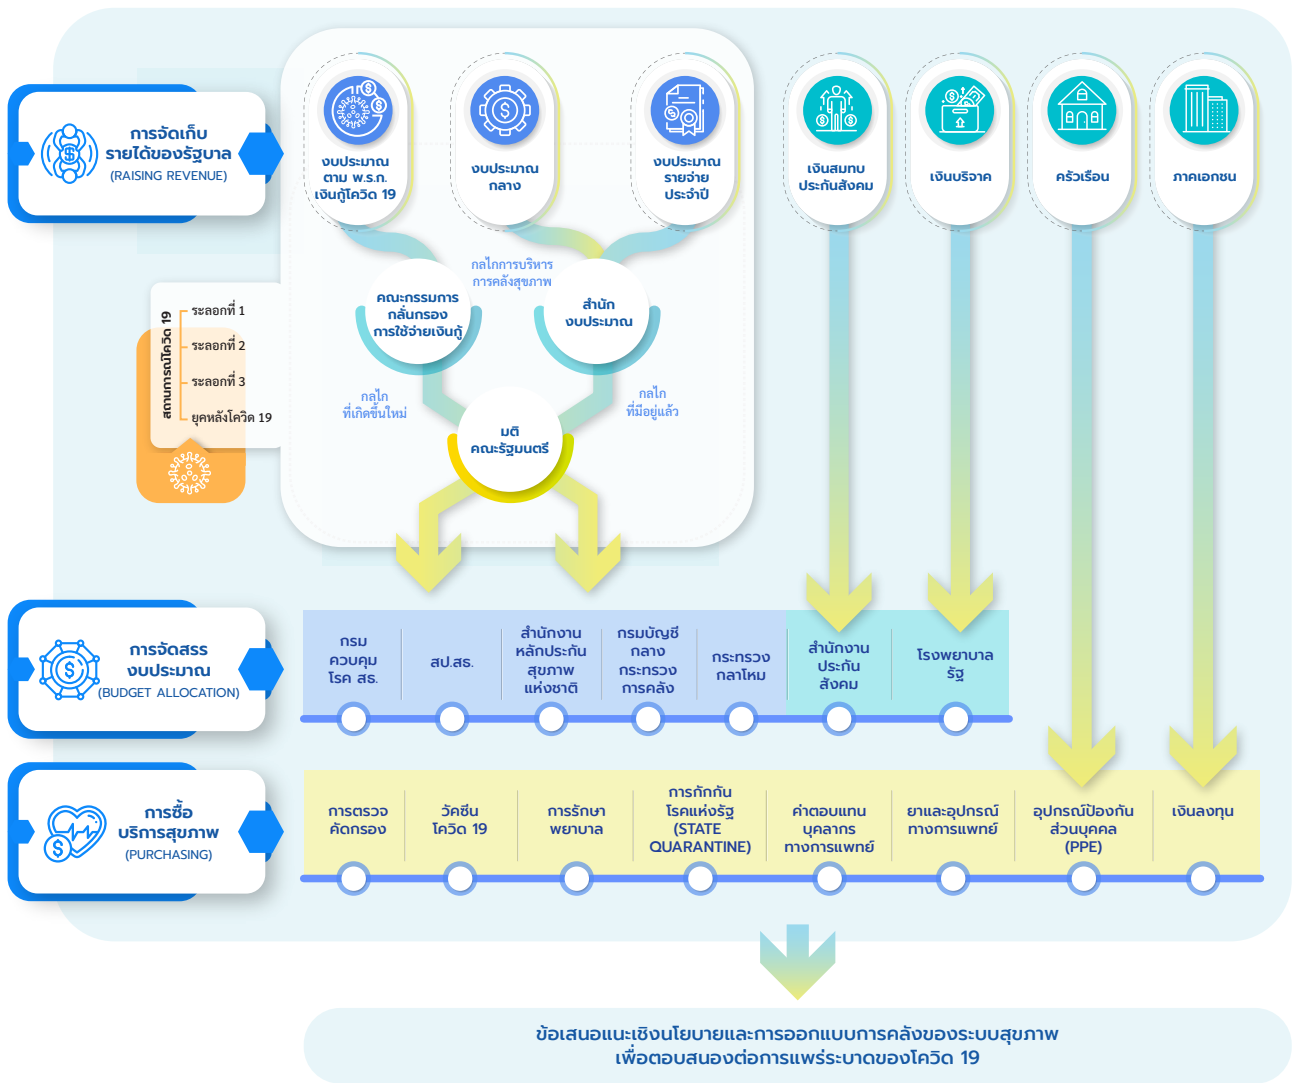 การจัดเก็บ
รายได้ของรัฐบาล
(RAISING REVENUE)
งบประมาณ
ตาม พ.ร.ก.
เงินกู้โควิด 19
งบประมาณ
กลาง
งบประมาณ
รายจ่าย
ประจำปี
เงินสมทบ
ประกันสังคม
เงินบริจาค
ครัวเรือน
ภาคเอกชน
กลไกการบริหาร
การคลังสุขภาพ
คณะกรรมการ
กลั่นกรอง
การใช้จ่ายเงินกู้
สำนัก
งบประมาณ
สถานการณ์โควิด 19
ระลอกที่ 1
ระลอกที่ 2
ระลอกที่ 3
ยุคหลังโควิด 19
กลไก
ที่เกิดขึ้นใหม่
กลไก
ที่มีอยู่แล้ว
มติ
คณะรัฐมนตรี
การจัดสรร
งบประมาณ
(BUDGET ALLOCATION)
กรม
ควบคุม
โรค สธ.
สป.สธ.
สำนักงาน
หลักประกัน
สุขภาพ
แห่งชาติ
กรมบัญชี
กลาง
กระทรวง
การคลัง
กระทรวง
กลาโหม
สำนักงาน
ประกัน
สังคม
โรงพยาบาล
รัฐ
การซื้อ
บริการสุขภาพ
(PURCHASING)
การตรวจ
คัดกรอง
วัคซีน
โควิด 19
การรักษา
พยาบาล
การกักกัน
โรคแห่งรัฐ
(STATE
QUARANTINE)
ค่าตอบแทน
บุคลากร
ทางการแพทย์
ยาและอุปกรณ์
ทางการแพทย์
อุปกรณ์ป้องกัน
ส่วนบุคคล
(PPE)
เงินลงทุน
ข้อเสนอแนะเชิงนโยบายและการออกแบบการคลังของระบบสุขภาพ
เพื่อตอบสนองต่อการแพร่ระบาดของโควิด 19